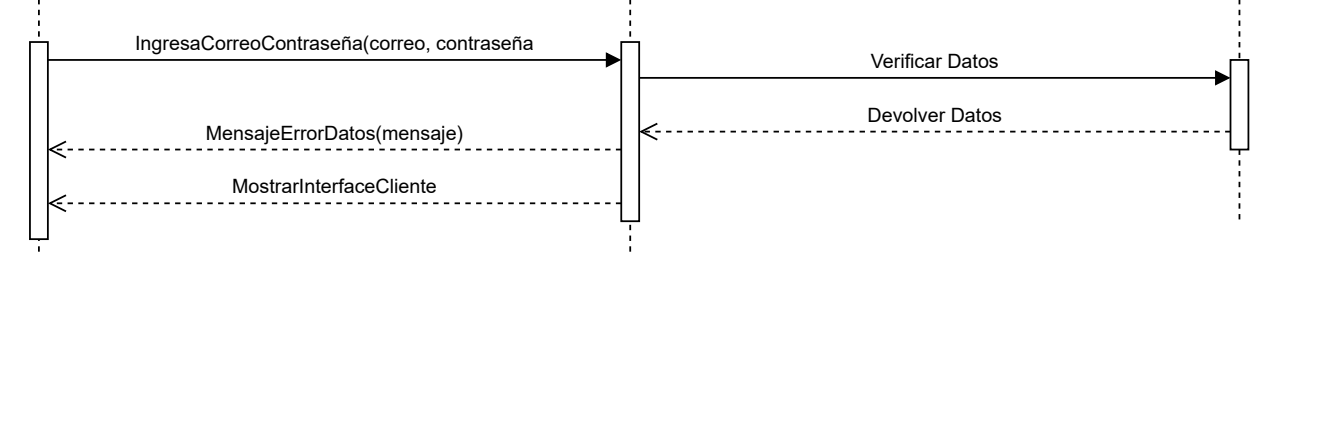 IngresaCorreoContraseña(correo, contraseña
Verificar Datos
Devolver Datos
MensajeErrorDatos(mensaje)
MostrarInterfaceCliente